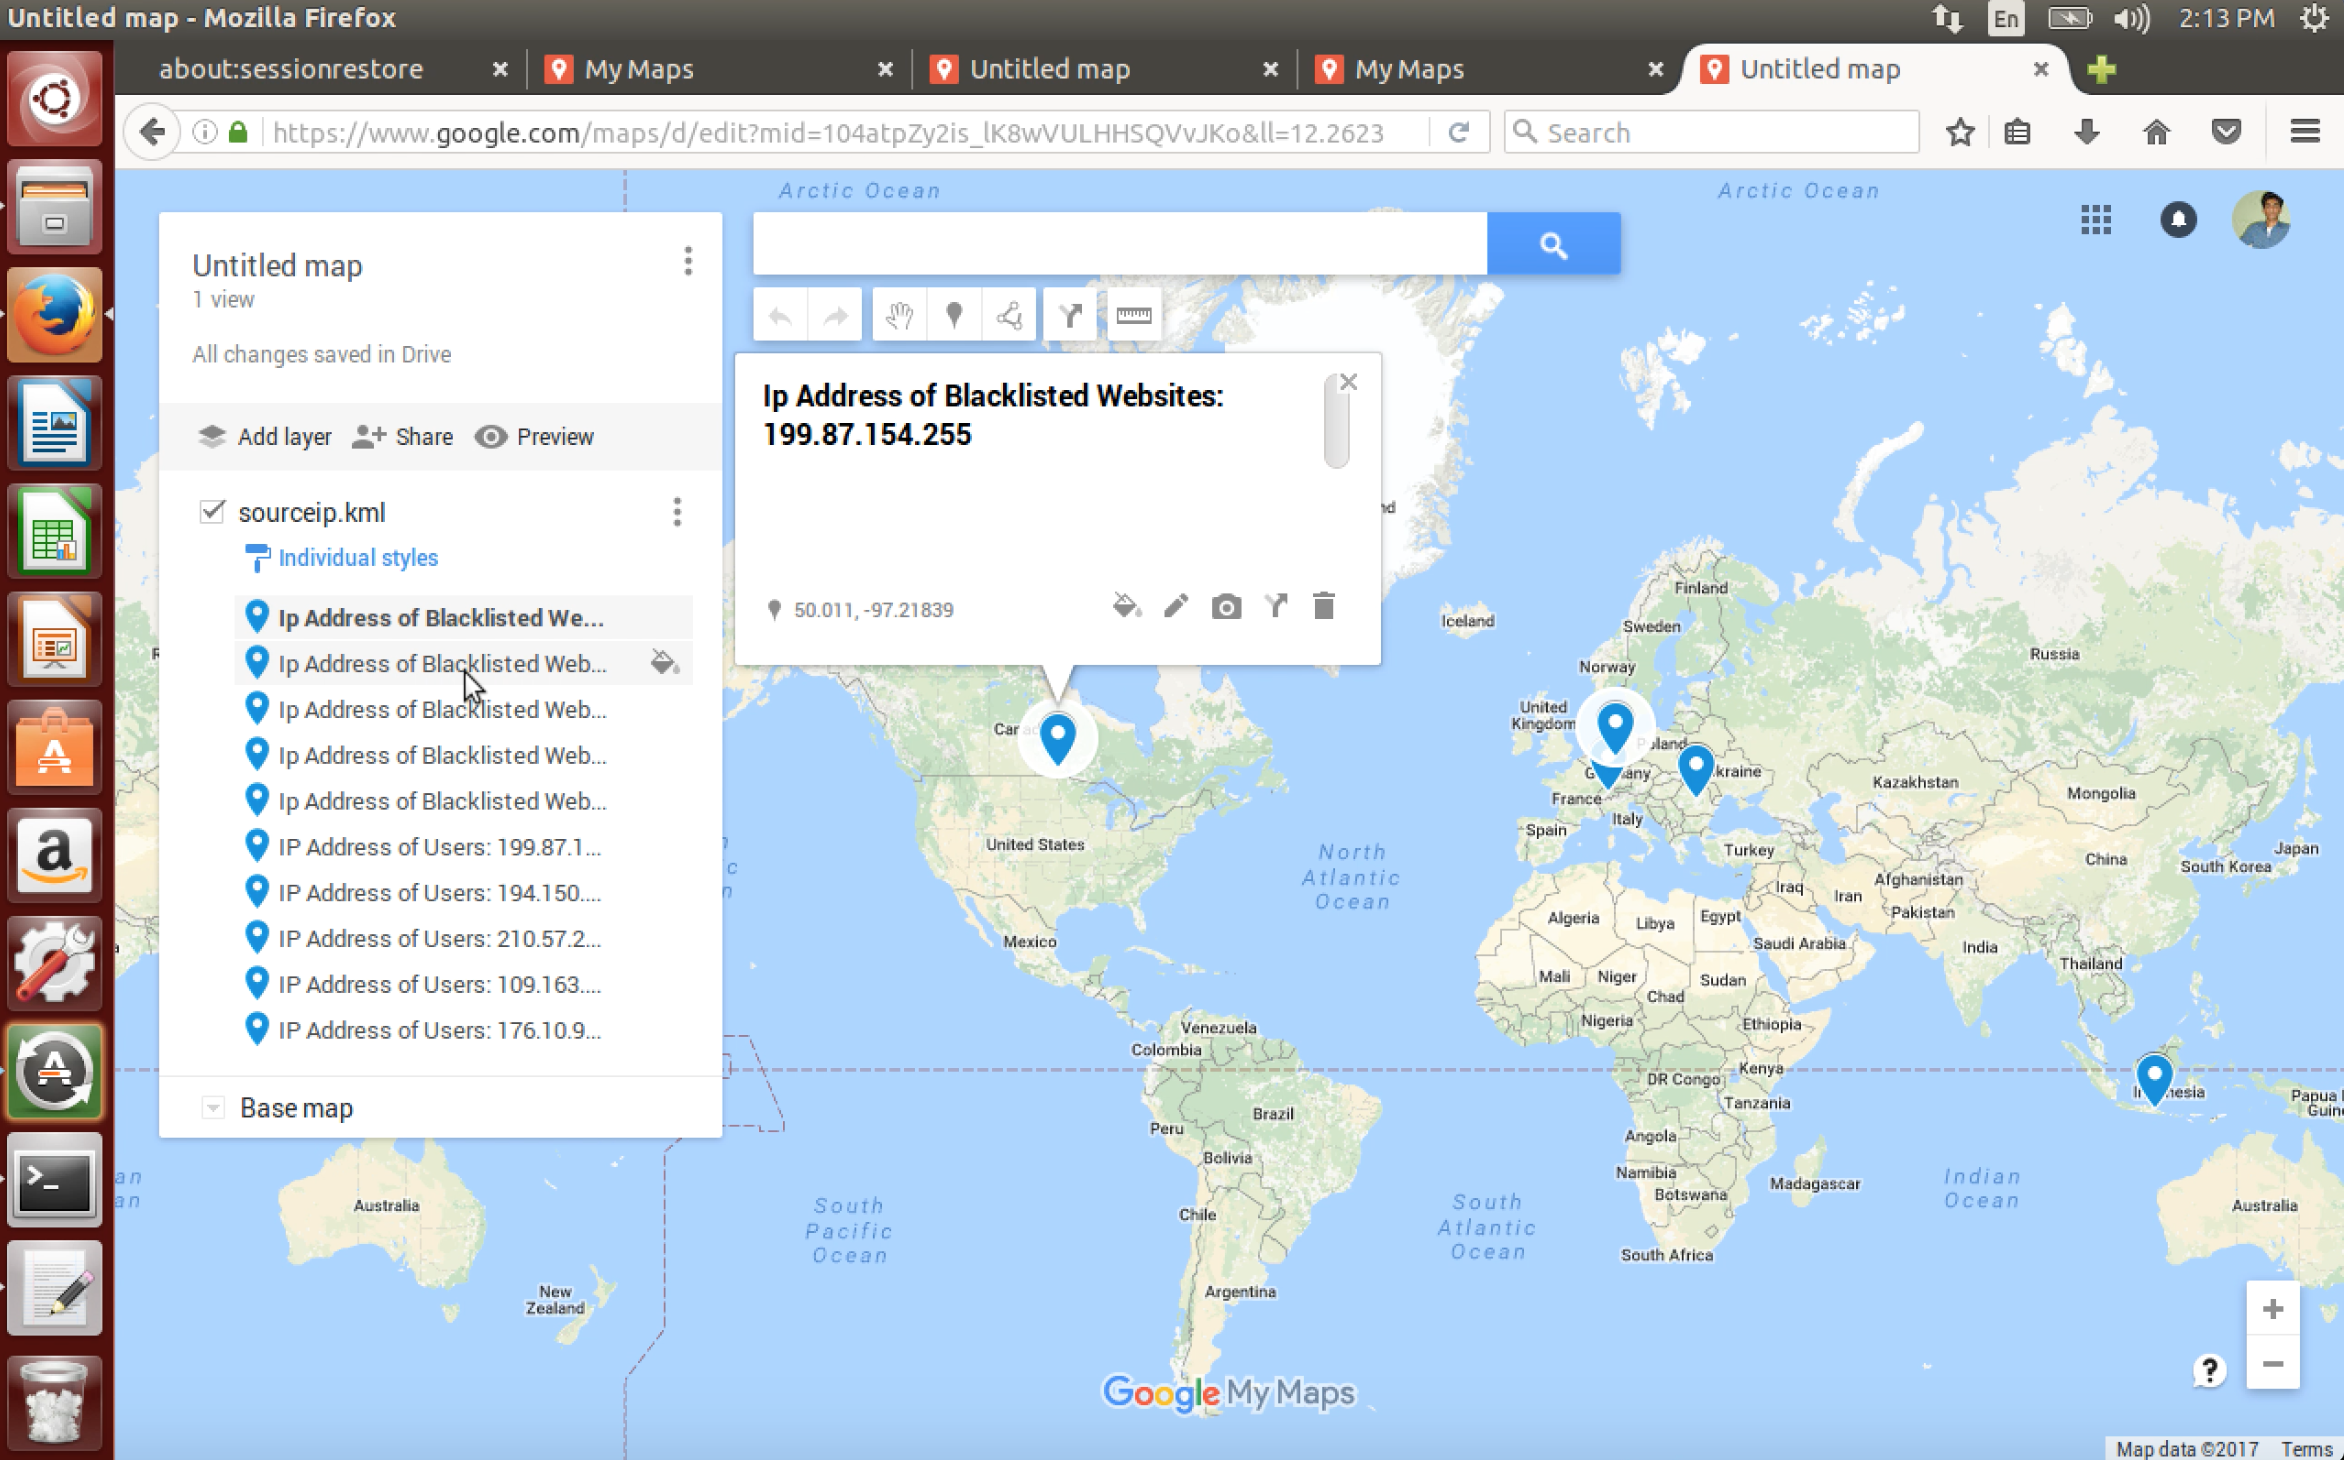 Untitled map - Mozilla Firefox
En
2:13 PM
about:sessionrestore
My Maps
Untitled map
My Maps
Untitled map
https://www.google.com/maps/d/edit?mid=104atpZy2is_lK8wVULHHSQVvJKo&ll=12.2623
Search
Arctic Ocean
Arctic Ocean
Untitled map
1 view
All changes saved in Drive
Add layer
Share
Preview
sourceip.kml
Individual styles
Ip Address of Blacklisted We...
Ip Address of Blacklisted Web...
Ip Address of Blacklisted Web...
Ip Address of Blacklisted Web...
Ip Address of Blacklisted Web...
IP Address of Users: 199.87.1...
IP Address of Users: 194.150....
IP Address of Users: 210.57.2...
IP Address of Users: 109.163....
IP Address of Users: 176.10.9...
Base map
Ip Address of Blacklisted Websites:
199.87.154.255
50.011, -97.21839
Iceland
Finland
Sweden
Norway
Russia
United
Kingdom
Poland
Germany
Ukraine
France
Spain
Italy
Turkey
Kazakhstan
Mongolia
China
South Korea
Japan
Afghanistan
Pakistan
Iraq
Iran
India
Thailand
Saudi Arabia
Algeria
Libya
Egypt
Mali
Niger
Chad
Sudan
Nigeria
Ethiopia
DR Congo
Kenya
Tanzania
Angola
Namibia
Botswana
Madagascar
South Africa
Papua
Guin
Australia
United States
Mexico
Venezuela
Colombia
Brazil
Peru
Bolivia
Chile
Argentina
Australia
New
Zealand
North
Atlantic
Ocean
South
Pacific
Ocean
South
Atlantic
Ocean
Indian
Ocean
Google My Maps
Map data ©2017
Terms